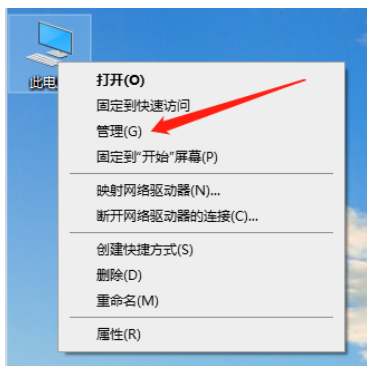 此电
打开(O)
固定到快速访问
管理(G)
固定到"开始"屏幕(P)
映射网络驱动器(N)...
断开网络驱动器的连接(C)...
创建快捷方式(S)
删除(D)
重命名(M)
属性(R)